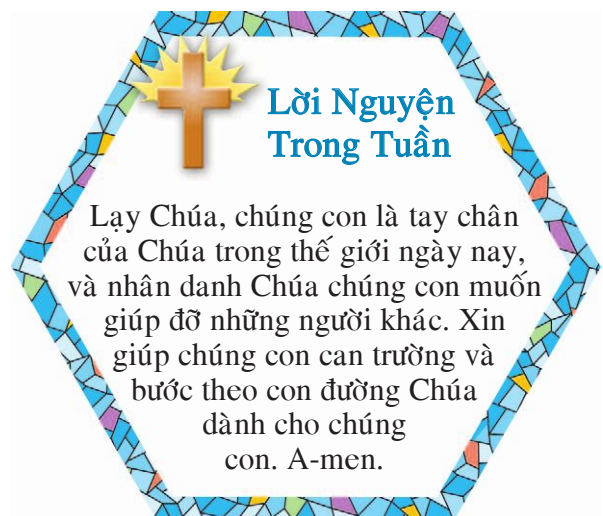 Lời Nguyện
Trong Tuần
Lạy Chúa, chúng con là tay chân
của Chúa trong thế giới ngày nay,
và nhân danh Chúa chúng con muốn
giúp đỡ những người khác. Xin
giúp chúng con can trường và
bước theo con đường Chúa
dành cho chúng
con. A-men.